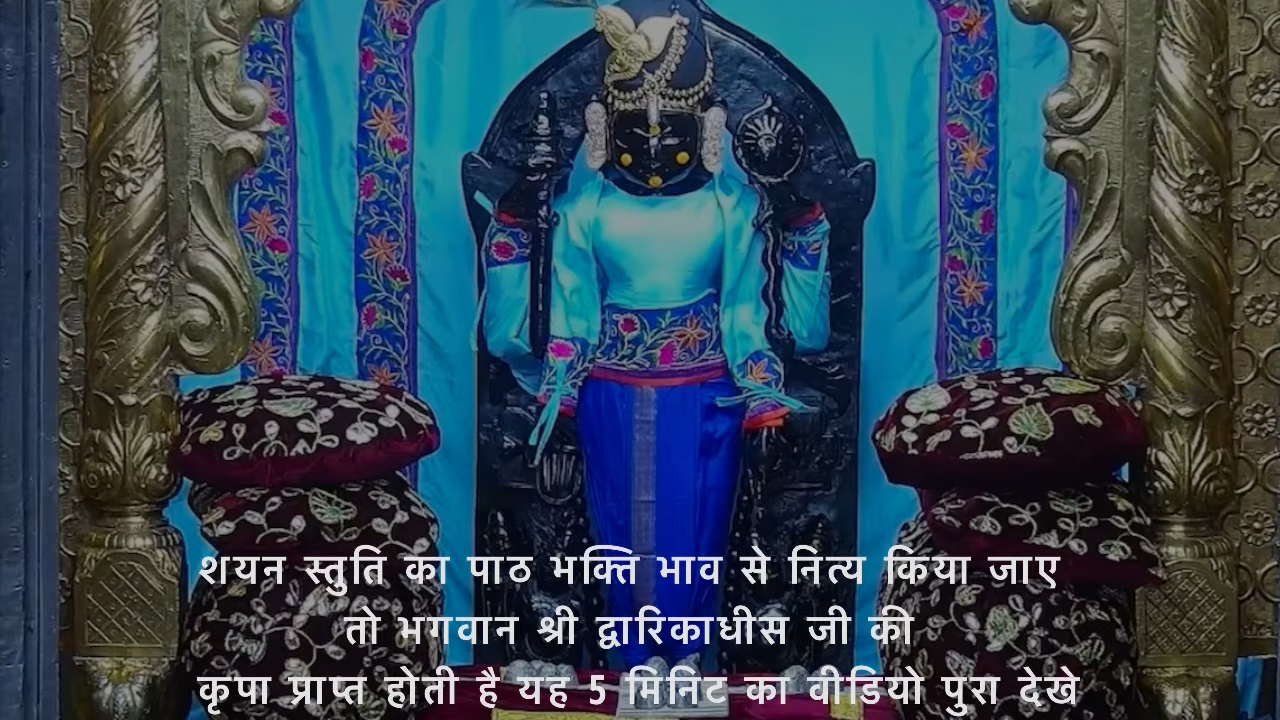 शयन स्तुति का पाठ भक्ति भाव से नित्य किया जाए
तो भगवान श्री द्वारिकाधीस जी की
कृपा प्राप्त होती है यह 5 मिनिट का वीडियो पुरा देखे